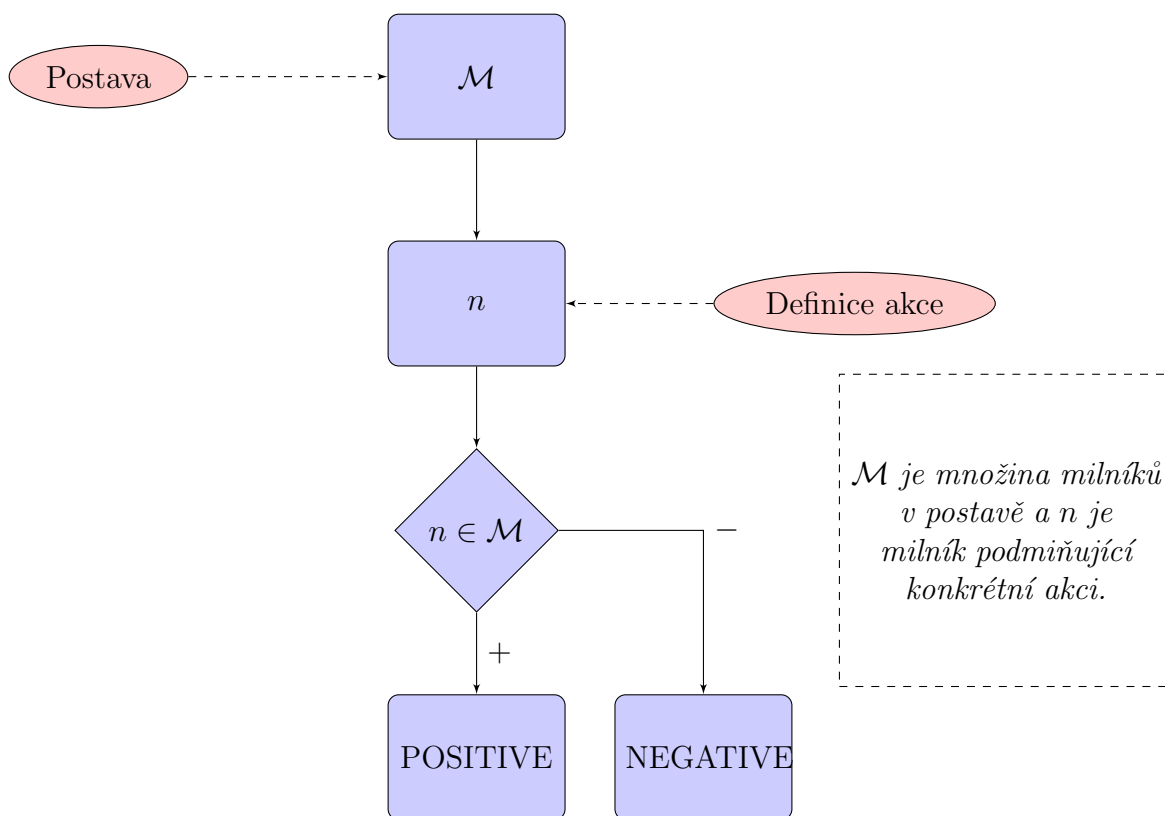 Postava
ℳ
n
Definice akce
n ∈ ℳ
−
ℳ je množina milníků
v postavě a n je
milník podmiňující
konkrétní akci.
+
POSITIVE
NEGATIVE